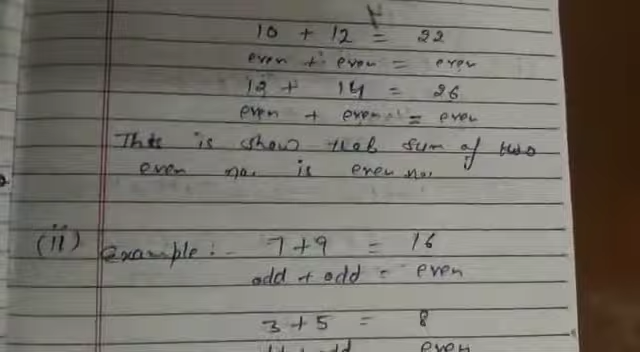 10 + 12 = 22
even + even = even
12 + 14 = 26
even + even = even
This is show that sum of two
even no. is even no.
(ii) example :- 7+9 = 16
odd + odd = even
3+5 = 8
even